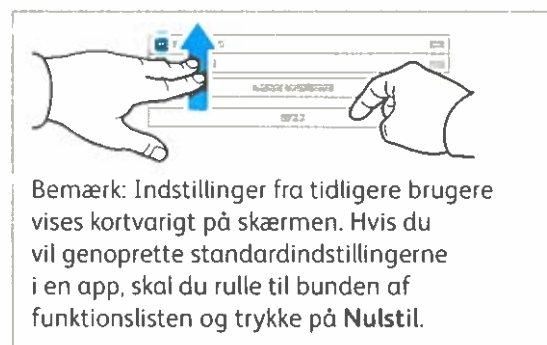 Bemærk: Indstillinger fra tidligere brugere
vises kortvarigt på skærmen. Hvis du
vil genoprette standardindstillingerne
i en app, skal du rulle til bunden af
funktionslisten og trykke på Nulstil.